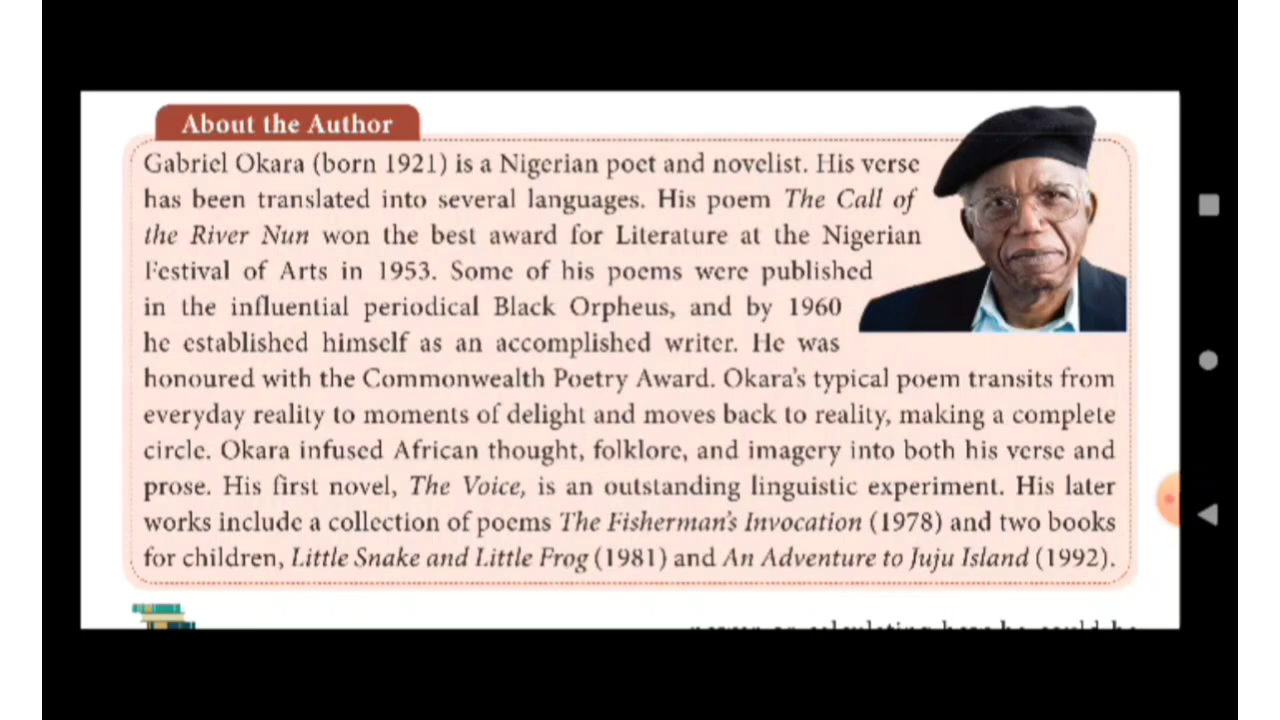 About the Author
Gabriel Okara (born 1921) is a Nigerian poet and novelist. His verse
has been translated into several languages. His poem The Call of
the River Nun won the best award for Literature at the Nigerian
Festival of Arts in 1953. Some of his poems were published
in the influential periodical Black Orpheus, and by 1960
he established himself as an accomplished writer. He was
honoured with the Commonwealth Poetry Award. Okara's typical poem transits from
everyday reality to moments of delight and moves back to reality, making a complete
circle. Okara infused African thought, folklore, and imagery into both his verse and
prose. His first novel, The Voice, is an outstanding linguistic experiment. His later
works include a collection of poems The Fisherman's Invocation (1978) and two books
for children, Little Snake and Little Frog (1981) and An Adventure to Juju Island (1992).